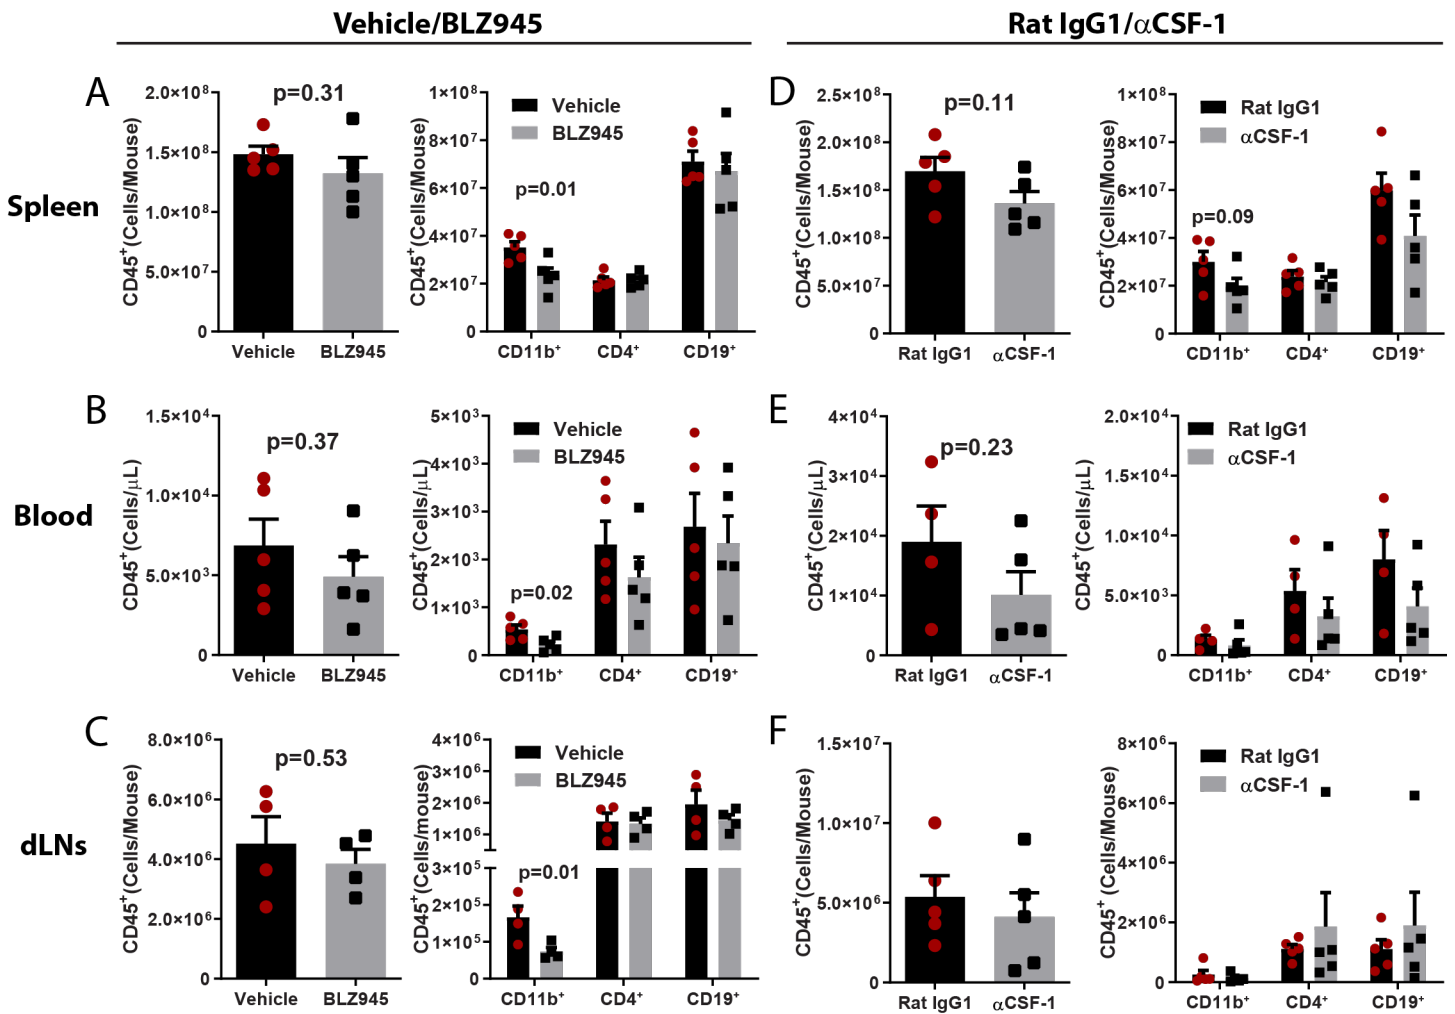 Vehicle/BLZ945
Rat IgG1/αCSF-1
Spleen
A
CD45⁺(Cells/Mouse)
2.0×10⁸
1.5×10⁸
1.0×10⁸
5.0×10⁷
0
p=0.31
Vehicle BLZ945
CD45⁺(Cells/Mouse)
1×10⁸
8×10⁷
6×10⁷
4×10⁷
2×10⁷
0
Vehicle
BLZ945
p=0.01
CD11b⁺ CD4⁺ CD19⁺
D
CD45⁺(Cells/Mouse)
2.5×10⁸
2.0×10⁸
1.5×10⁸
1.0×10⁸
5.0×10⁷
0
p=0.11
Rat IgG1 αCSF-1
CD45⁺(Cells/Mouse)
1×10⁸
8×10⁷
6×10⁷
4×10⁷
2×10⁷
0
Rat IgG1
αCSF-1
p=0.09
CD11b⁺ CD4⁺ CD19⁺
Blood
B
CD45⁺(Cells/μL)
1.5×10⁴
1.0×10⁴
5.0×10³
0
p=0.37
Vehicle BLZ945
CD45⁺(Cells/μL)
5×10³
4×10³
3×10³
2×10³
1×10³
0
Vehicle
BLZ945
p=0.02
CD11b⁺ CD4⁺ CD19⁺
E
CD45⁺(Cells/μL)
4×10⁴
3×10⁴
2×10⁴
1×10⁴
0
p=0.23
Rat IgG1 αCSF-1
CD45⁺(Cells/μL)
2.0×10⁴
1.5×10⁴
1.0×10⁴
5.0×10³
0
Rat IgG1
αCSF-1
CD11b⁺ CD4⁺ CD19⁺
dLNs
C
CD45⁺(Cells/Mouse)
8.0×10⁶
6.0×10⁶
4.0×10⁶
2.0×10⁶
0
p=0.53
Vehicle BLZ945
CD45⁺(Cells/mouse)
4×10⁶
3×10⁶
2×10⁶
1×10⁶
3×10⁵
2×10⁵
1×10⁵
0
Vehicle
BLZ945
p=0.01
CD11b⁺ CD4⁺ CD19⁺
F
CD45⁺(Cells/Mouse)
1.5×10⁷
1.0×10⁷
5.0×10⁶
0
Rat IgG1 αCSF-1
CD45⁺ (Cells/Mouse)
8×10⁶
6×10⁶
4×10⁶
2×10⁶
0
Rat IgG1
αCSF-1
CD11b⁺ CD4⁺ CD19⁺